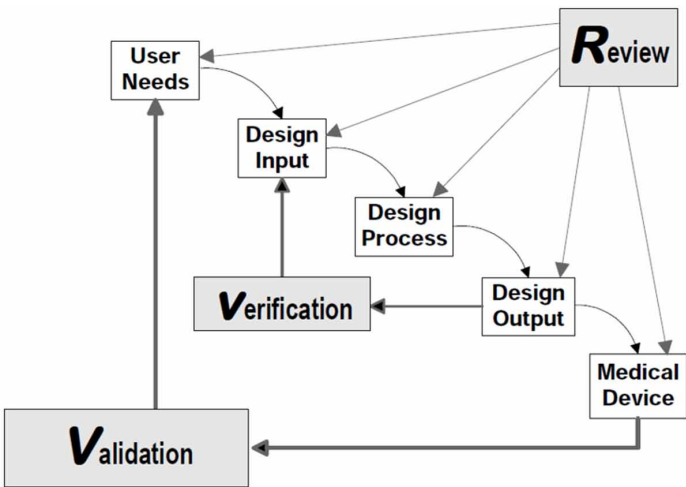 User
Needs
Review
Design
Input
Design
Process
Verification
Design
Output
Medical
Device
Validation